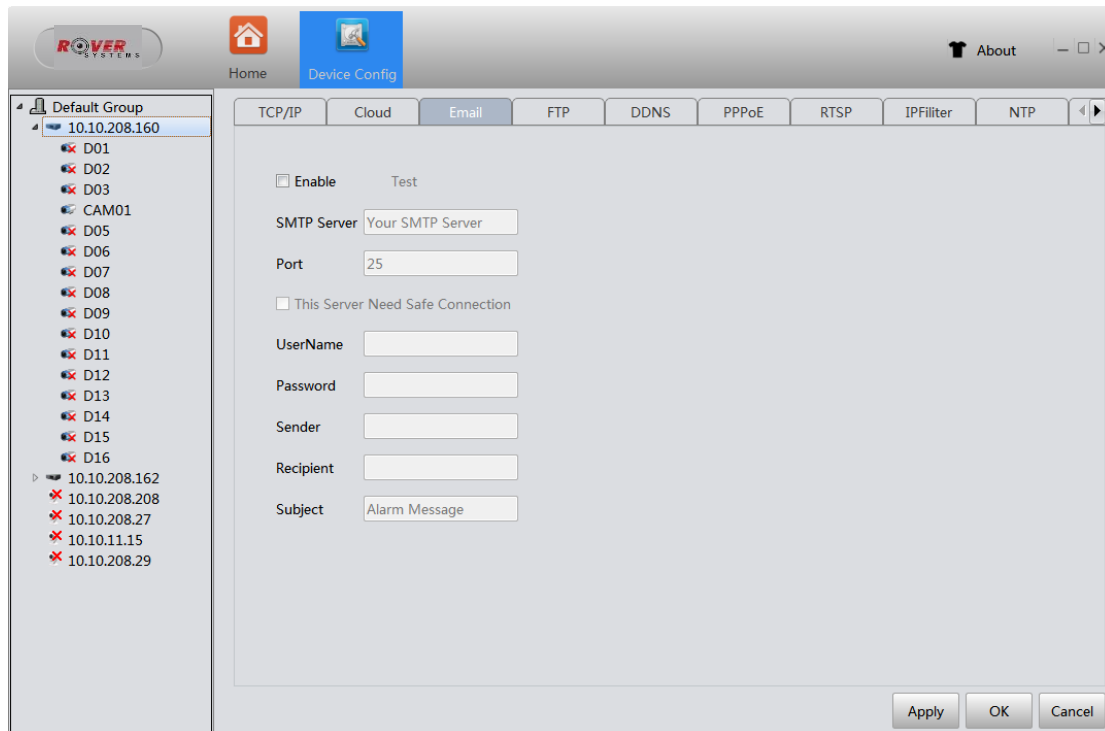 ROVER
SYSTEMS
Home
Device Config
About
Default Group
10.10.208.160
D01
D02
D03
CAM01
D05
D06
D07
D08
D09
D10
D11
D12
D13
D14
D15
D16
10.10.208.162
10.10.208.208
10.10.208.27
10.10.11.15
10.10.208.29
TCP/IP Cloud Email FTP DDNS PPPoE RTSP IPFiliter NTP
Enable Test
SMTP Server Your SMTP Server
Port 25
This Server Need Safe Connection
UserName
Password
Sender
Recipient
Subject Alarm Message
Apply OK Cancel